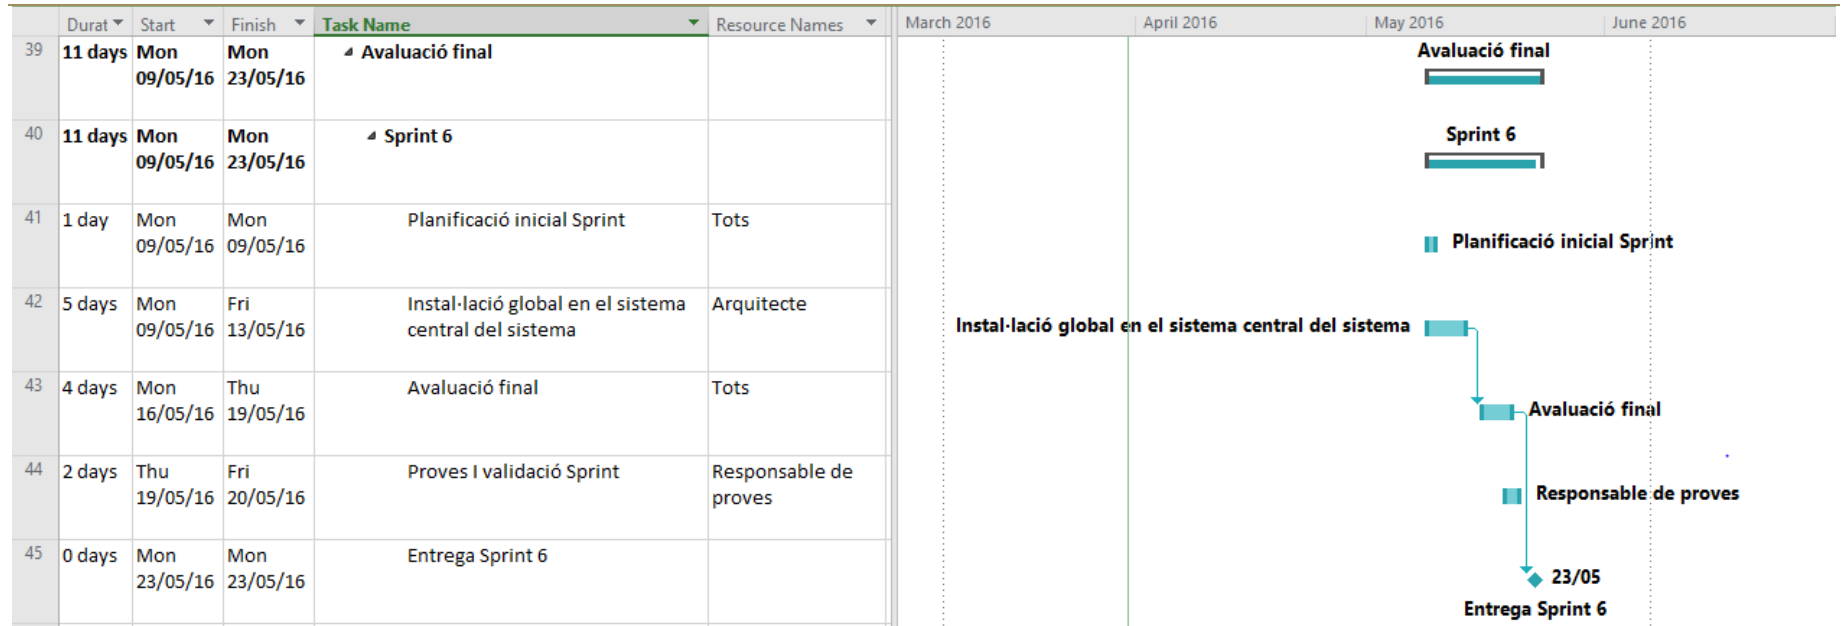 Durat Start Finish Task Name Resource Names March 2016 April 2016 May 2016 June 2016
39 11 days Mon Mon Avaluació final Avaluació final
09/05/16 23/05/16
40 11 days Mon Mon Sprint 6 Sprint 6
09/05/16 23/05/16
41 1 day Mon Mon Planificació inicial Sprint Tots
09/05/16 09/05/16 Planificació inicial Sprint
42 5 days Mon Fri Instal·lació global en el sistema Arquitecte
09/05/16 13/05/16 central del sistema Instal·lació global en el sistema central del sistema
43 4 days Mon Thu Avaluació final Tots
16/05/16 19/05/16 Avaluació final
44 2 days Thu Fri Proves I validació Sprint Responsable de
19/05/16 20/05/16 proves Responsable de proves
45 0 days Mon Mon Entrega Sprint 6
23/05/16 23/05/16 23/05
Entrega Sprint 6